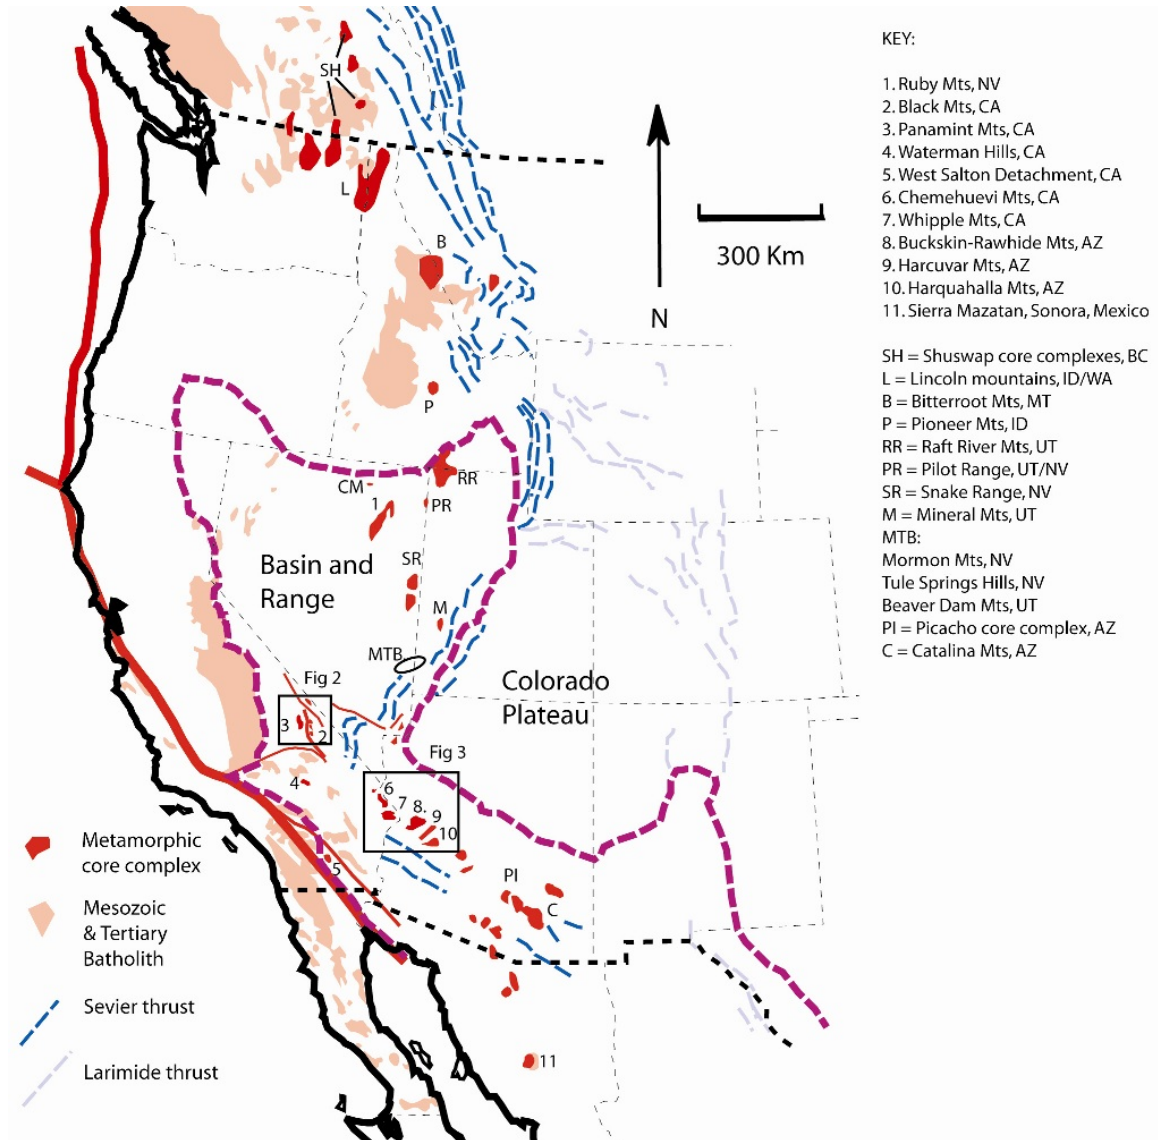 KEY:
1. Ruby Mts, NV
2. Black Mts, CA
3. Panamint Mts, CA
4. Waterman Hills, CA
5. West Salton Detachment, CA
6. Chemehuevi Mts, CA
7. Whipple Mts, CA
8. Buckskin-Rawhide Mts, AZ
9. Harcuvar Mts, AZ
10. Harquahalla Mts, AZ
11. Sierra Mazatan, Sonora, Mexico
SH = Shuswap core complexes, BC
L = Lincoln mountains, ID/WA
B = Bitterroot Mts, MT
P = Pioneer Mts, ID
RR = Raft River Mts, UT
PR = Pilot Range, UT/NV
SR = Snake Range, NV
M = Mineral Mts, UT
MTB:
Mormon Mts, NV
Tule Springs Hills, NV
Beaver Dam Mts, UT
PI = Picacho core complex, AZ
C = Catalina Mts, AZ
SH
L
B
300 Km
N
P
CM
RR
1
PR
Basin and
Range
SR
M
MTB
Fig 2
Colorado
Plateau
3
2
Fig 3
4
6
7
8.
9
10
5
PI
C
11
Metamorphic
core complex
Mesozoic
& Tertiary
Batholith
Sevier thrust
Larimide thrust